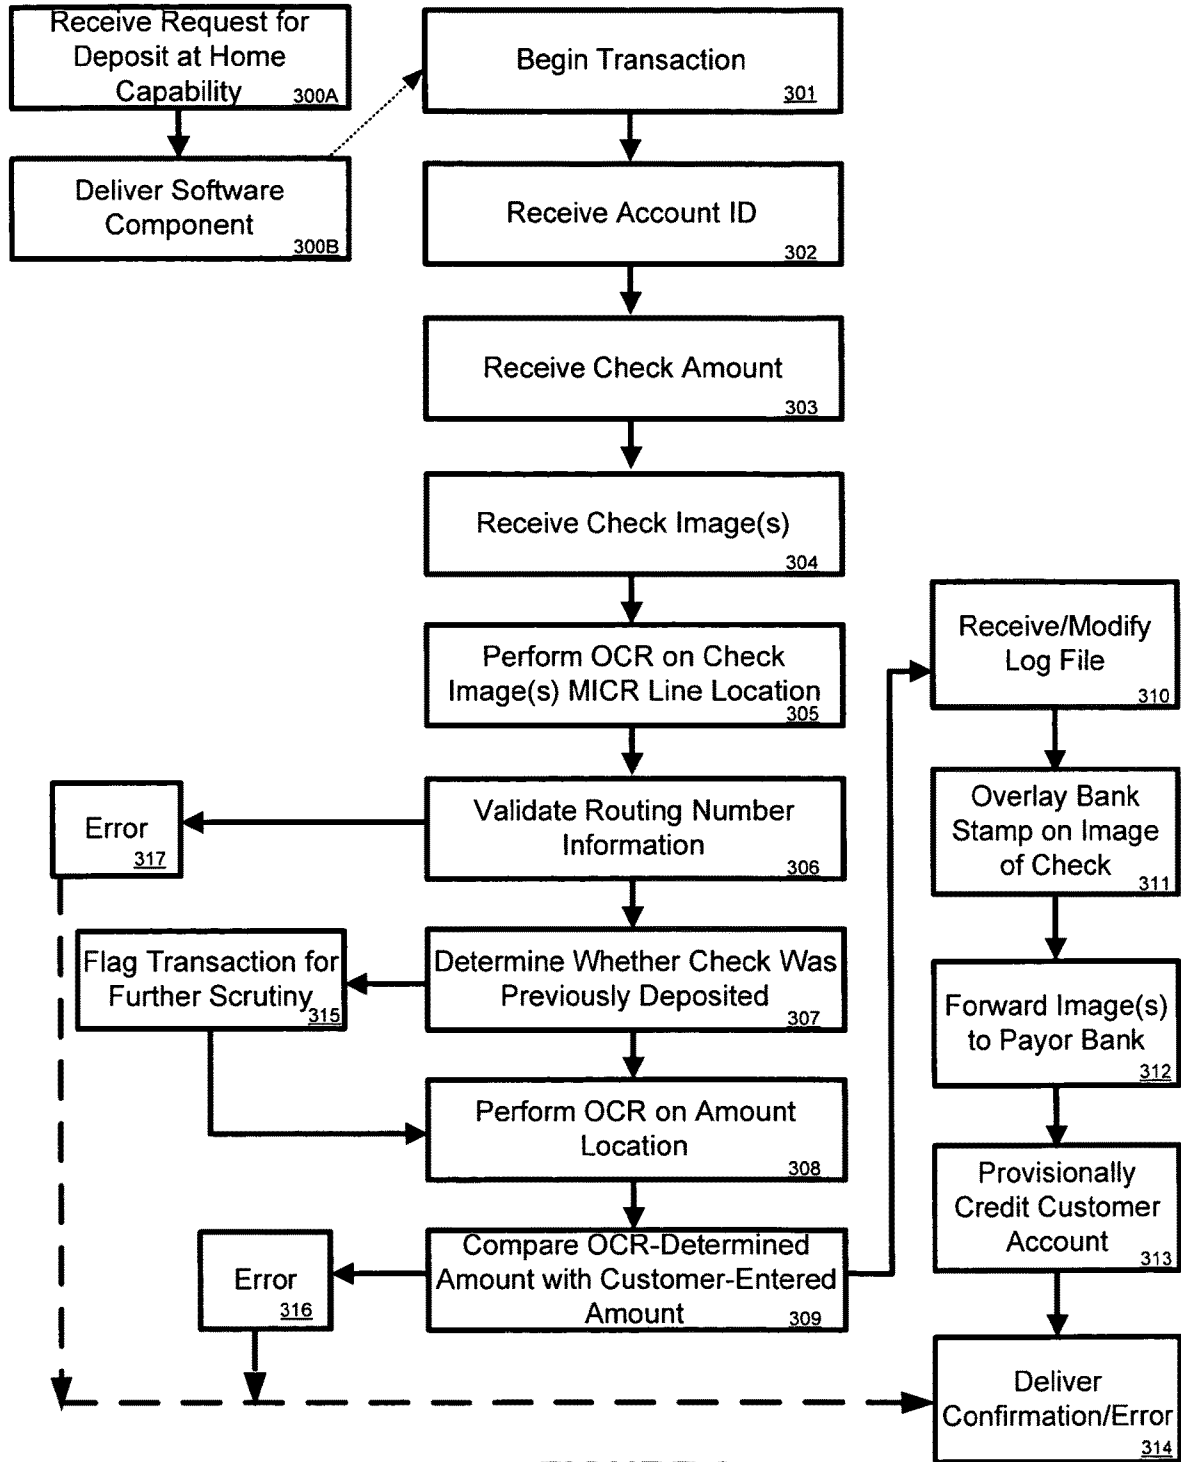 Receive Request for
Deposit at Home
Capability
300A
Deliver Software
Component
300B
Begin Transaction
301
Receive Account ID
302
Receive Check Amount
303
Receive Check Image(s)
304
Perform OCR on Check
Image(s) MICR Line Location
305
Validate Routing Number
Information
306
Error
317
Determine Whether Check Was
Previously Deposited
307
Flag Transaction for
Further Scrutiny
315
Perform OCR on Amount
Location
308
Compare OCR-Determined
Amount with Customer-Entered
Amount
309
Error
316
Receive/Modify
Log File
310
Overlay Bank
Stamp on Image
of Check
311
Forward Image(s)
to Payor Bank
312
Provisionally
Credit Customer
Account
313
Deliver
Confirmation/Error
314